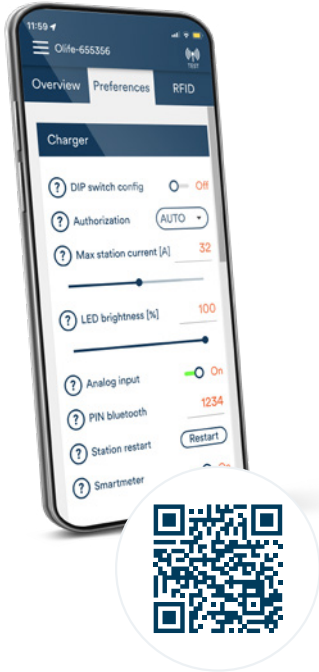 11:59
Olife-655356
TEST
Overview Preferences RFID
Charger
? DIP switch config Off
? Authorization AUTO
? Max station current [A] 32
? LED brightness [%] 100
? Analog input On
? PIN bluetooth 1234
? Station restart Restart
? Smartmeter